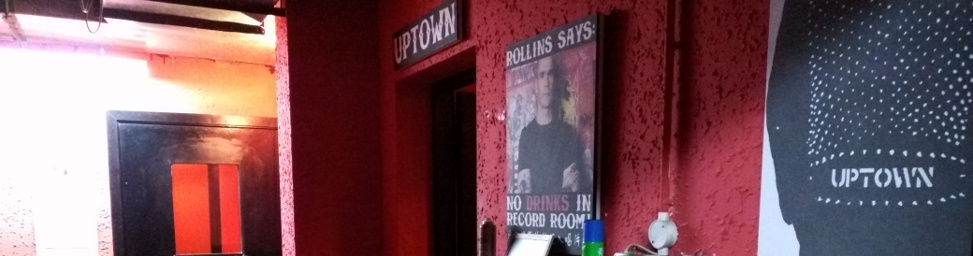 UPTOWN
ROLLINS SAYS:
NO DRINKS IN
RECORD ROOM!
UPTOWN